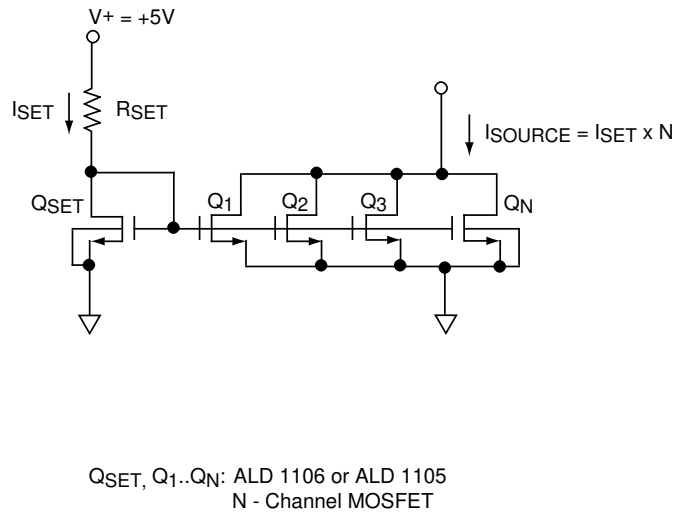 V+ = +5V
ISET
RSET
ISOURCE = ISET x N
QSET
Q1
Q2
Q3
QN
QSET, Q1..QN: ALD 1106 or ALD 1105
N - Channel MOSFET